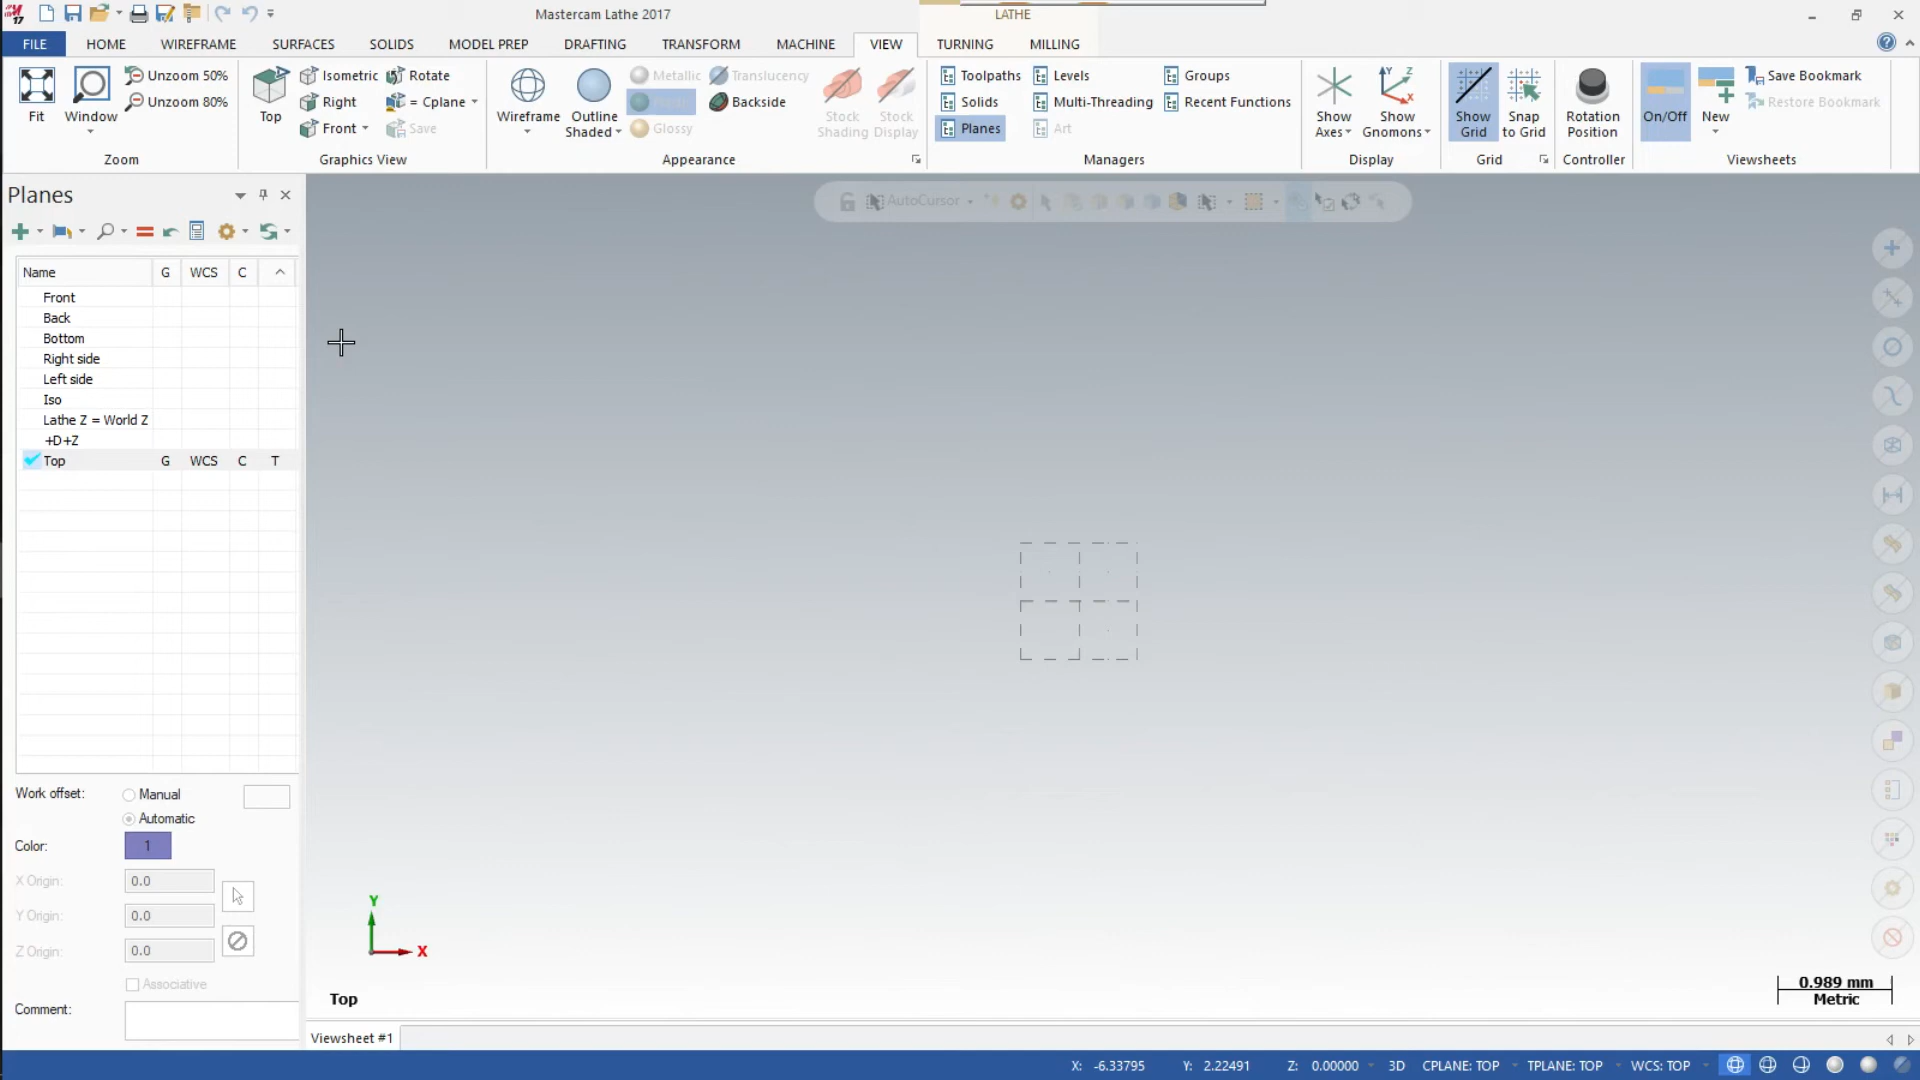 17
Mastercam Lathe 2017
LATHE
FILE HOME WIREFRAME SURFACES SOLIDS MODEL PREP DRAFTING TRANSFORM MACHINE VIEW TURNING MILLING
Fit
Window
Unzoom 50%
Unzoom 80%
Zoom
Top
Isometric
Right
Front
Rotate
= Cplane
Save
Graphics View
Wireframe
Outline Shaded
Metallic
Glossy
Translucency
Backside
Stock Shading
Stock Display
Appearance
Toolpaths
Solids
Planes
Levels
Multi-Threading
Art
Groups
Recent Functions
Managers
Show Axes
Show Gnomons
Display
Show Grid
Snap to Grid
Grid
Rotation Position
Controller
On/Off
New
Save Bookmark
Restore Bookmark
Viewsheets
Planes
AutoCursor
Name G WCS C
Front
Back
Bottom
Right side
Left side
Iso
Lathe Z = World Z
+D+Z
Top G WCS C T
Work offset: Manual
Automatic
Color: 1
X Origin: 0.0
Y Origin: 0.0
Z Origin: 0.0
Associative
Comment:
Y
X
Top
0.989 mm
Metric
Viewsheet #1
X: -6.33795 Y: 2.22491 Z: 0.00000 3D CPLANE: TOP TPLANE: TOP WCS: TOP